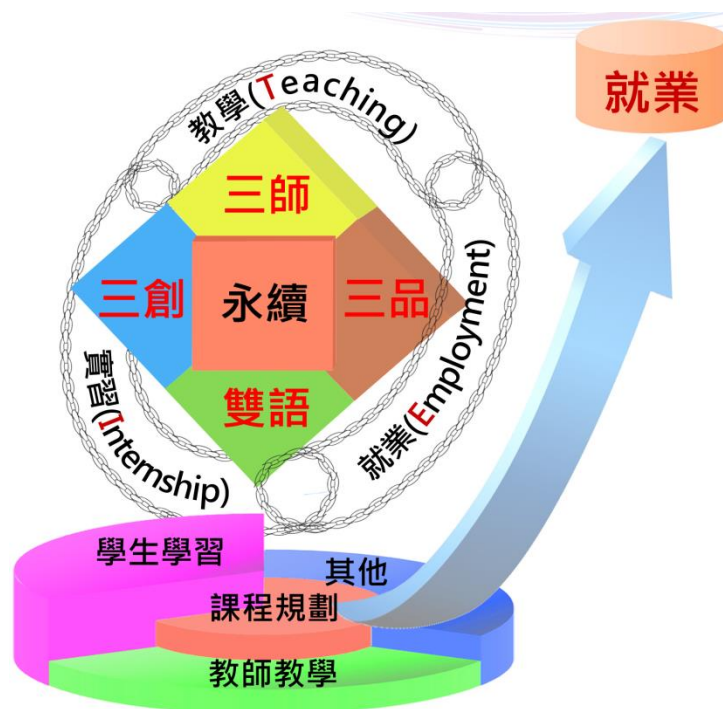 就業
教學(Teaching)
三師
三創
永續
三品
雙語
實習(Internship)
就業(Employment)
學生學習
其他
課程規劃
教師教學